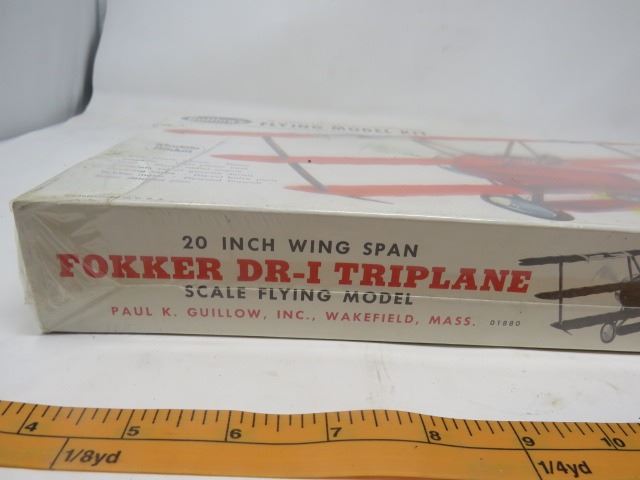 Guillow's
FLYING MODEL KIT
20 INCH WING SPAN
FOKKER DR-I TRIPLANE
SCALE FLYING MODEL
PAUL K. GUILLOW, INC., WAKEFIELD, MASS. 01880
4 5 6 7 8 9 10
1/8yd 1/4yd